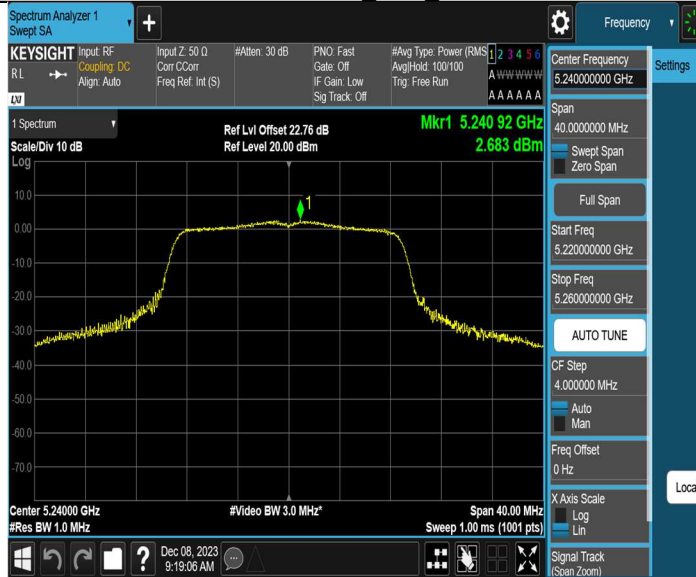 Spectrum Analyzer 1
Swept SA
+
Frequency
KEYSIGHT
R L
LXI
Input: RF
Coupling: DC
Align: Auto
Input Z: 50 Ω
Corr CCorr
Freq Ref: Int (S)
#Atten: 30 dB
PNO: Fast
Gate: Off
IF Gain: Low
Sig Track: Off
#Avg Type: Power (RMS
Avg|Hold: 100/100
Trig: Free Run
1 2 3 4 5 6
A W W W W W
A A A A A A
1 Spectrum
Scale/Div 10 dB
Log
Ref Lvl Offset 22.76 dB
Ref Level 20.00 dBm
Mkr1 5.240 92 GHz
2.683 dBm
1
10.0
0.00
-10.0
-20.0
-30.0
-40.0
-50.0
-60.0
-70.0
Center 5.24000 GHz
#Res BW 1.0 MHz
#Video BW 3.0 MHz*
Span 40.00 MHz
Sweep 1.00 ms (1001 pts)
Center Frequency
5.240000000 GHz
Settings
Span
40.0000000 MHz
Swept Span
Zero Span
Full Span
Start Freq
5.220000000 GHz
Stop Freq
5.260000000 GHz
AUTO TUNE
CF Step
4.000000 MHz
Auto
Man
Freq Offset
0 Hz
X Axis Scale
Log
Lin
Loca
Signal Track
(Span Zoom)
?
Dec 08, 2023
9:19:06 AM